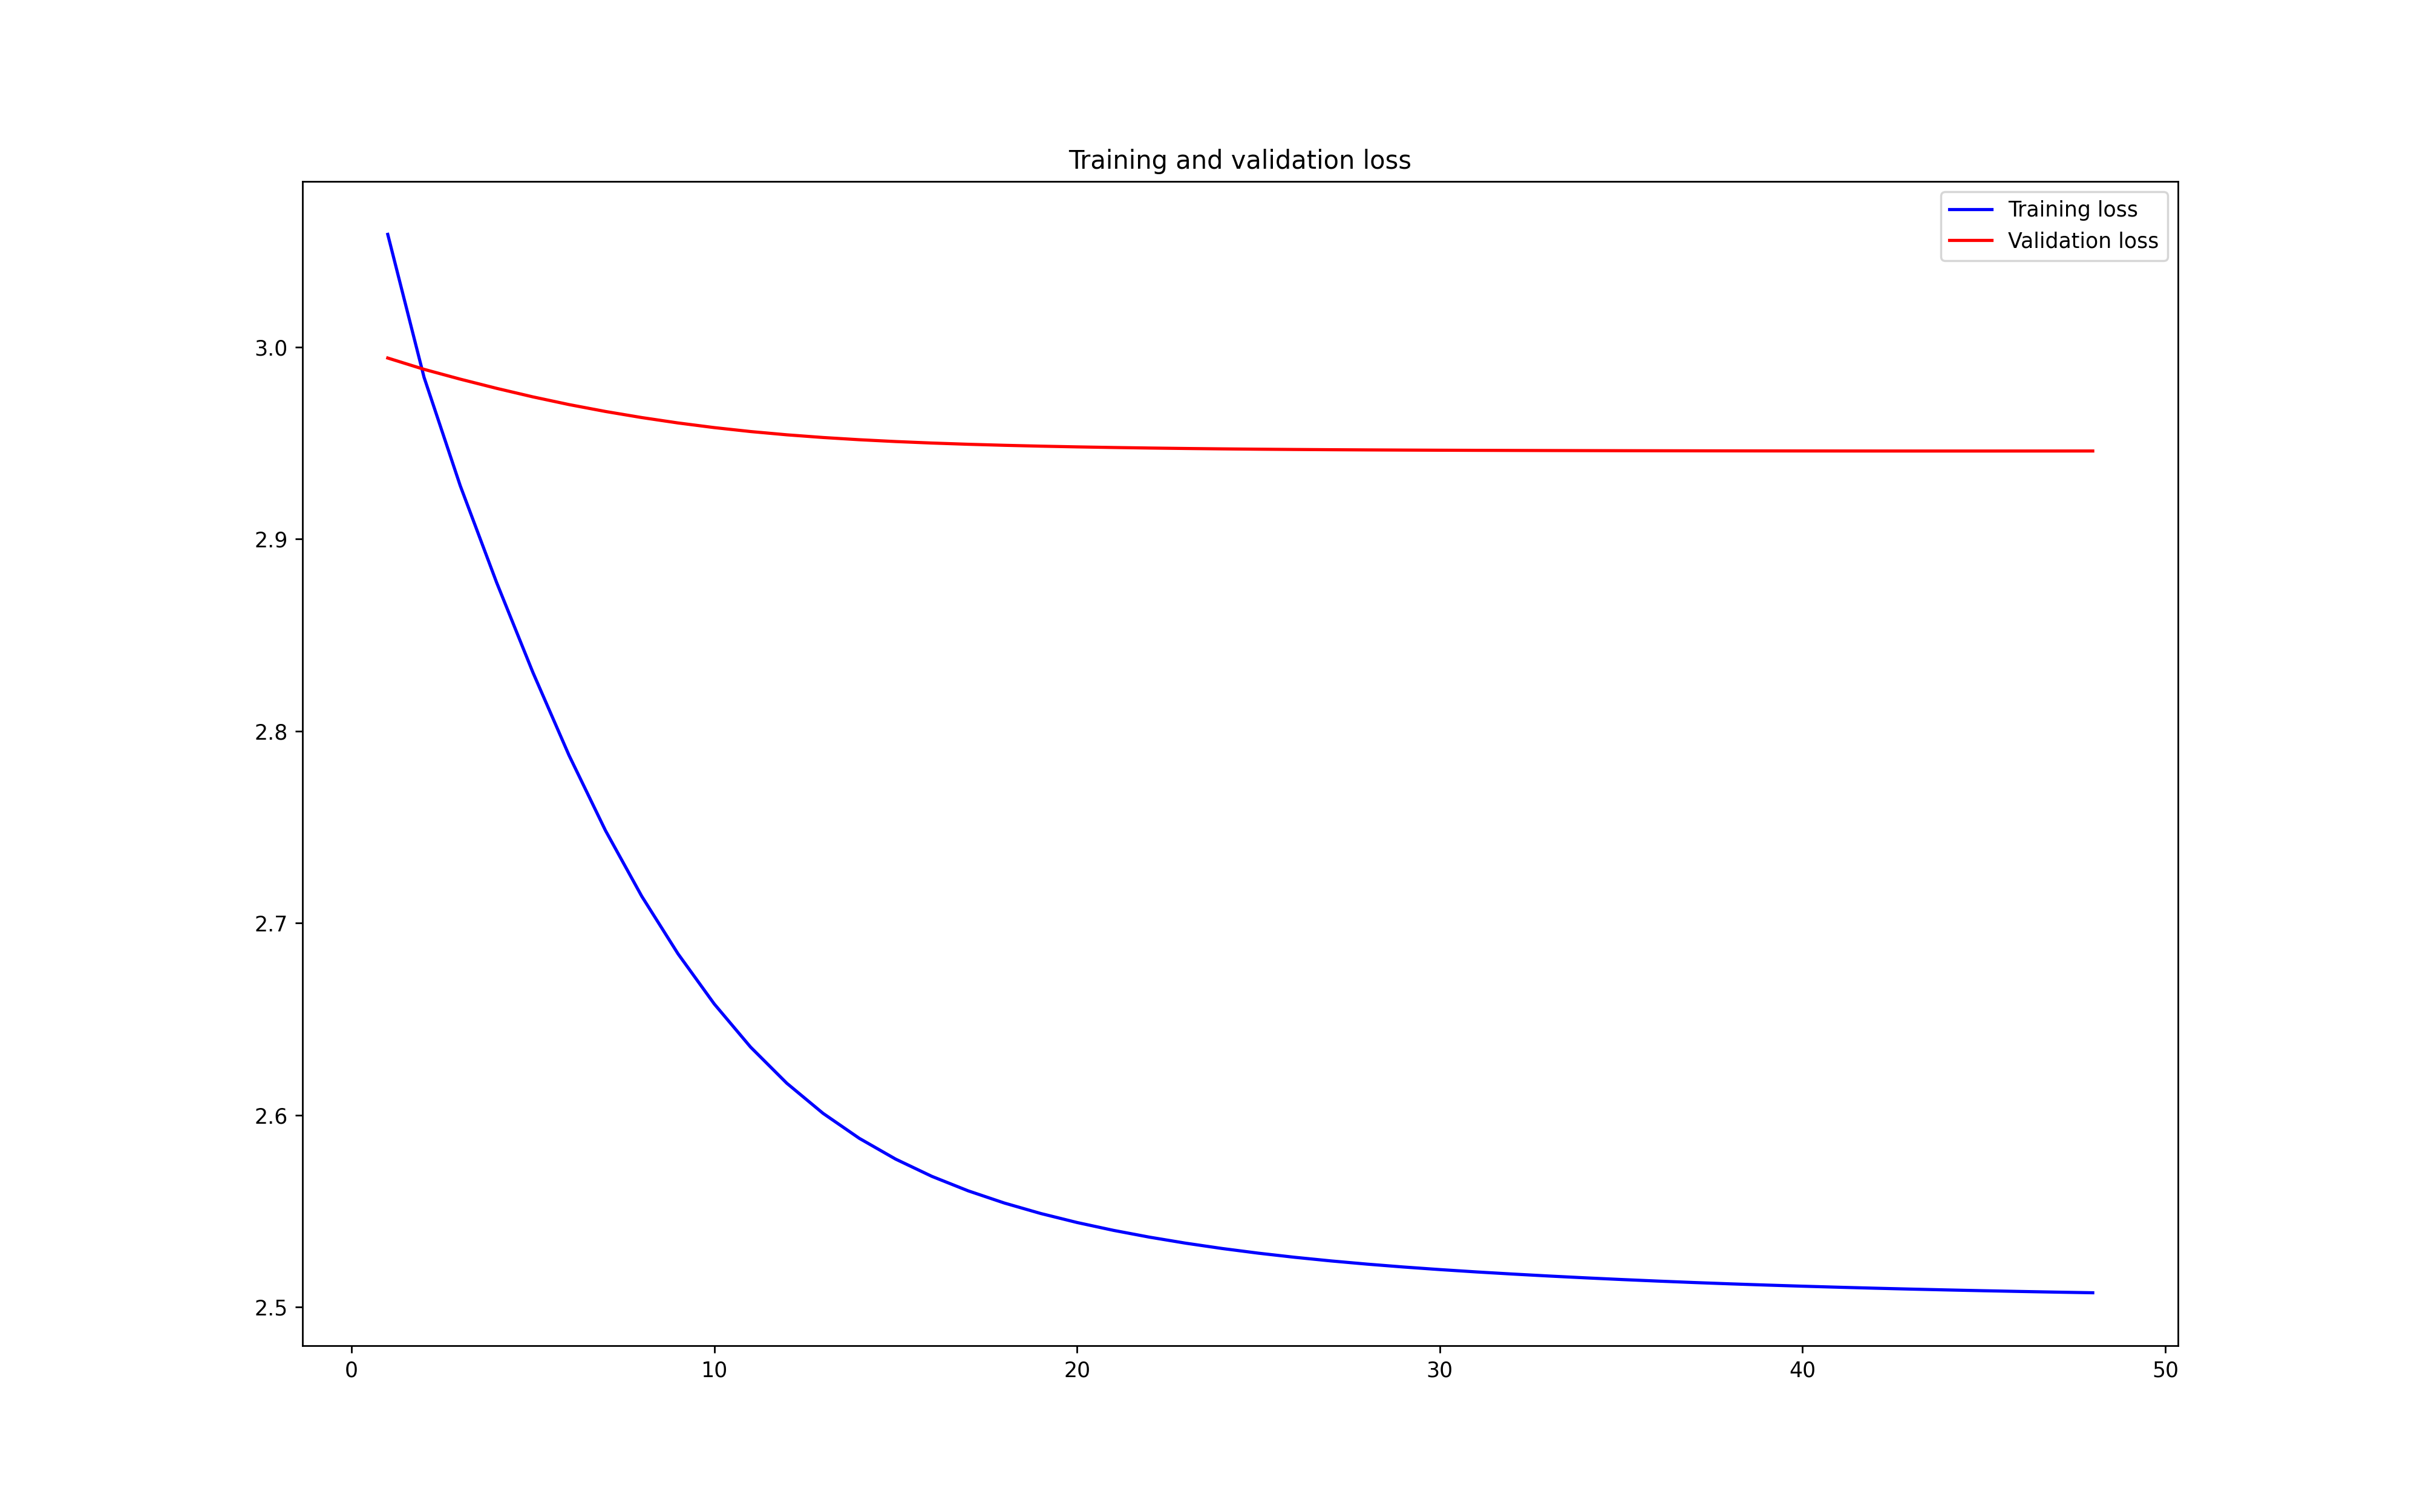 Training and validation loss
Training loss
Validation loss
3.0
2.9
2.8
2.7
2.6
2.5
0 10 20 30 40 50